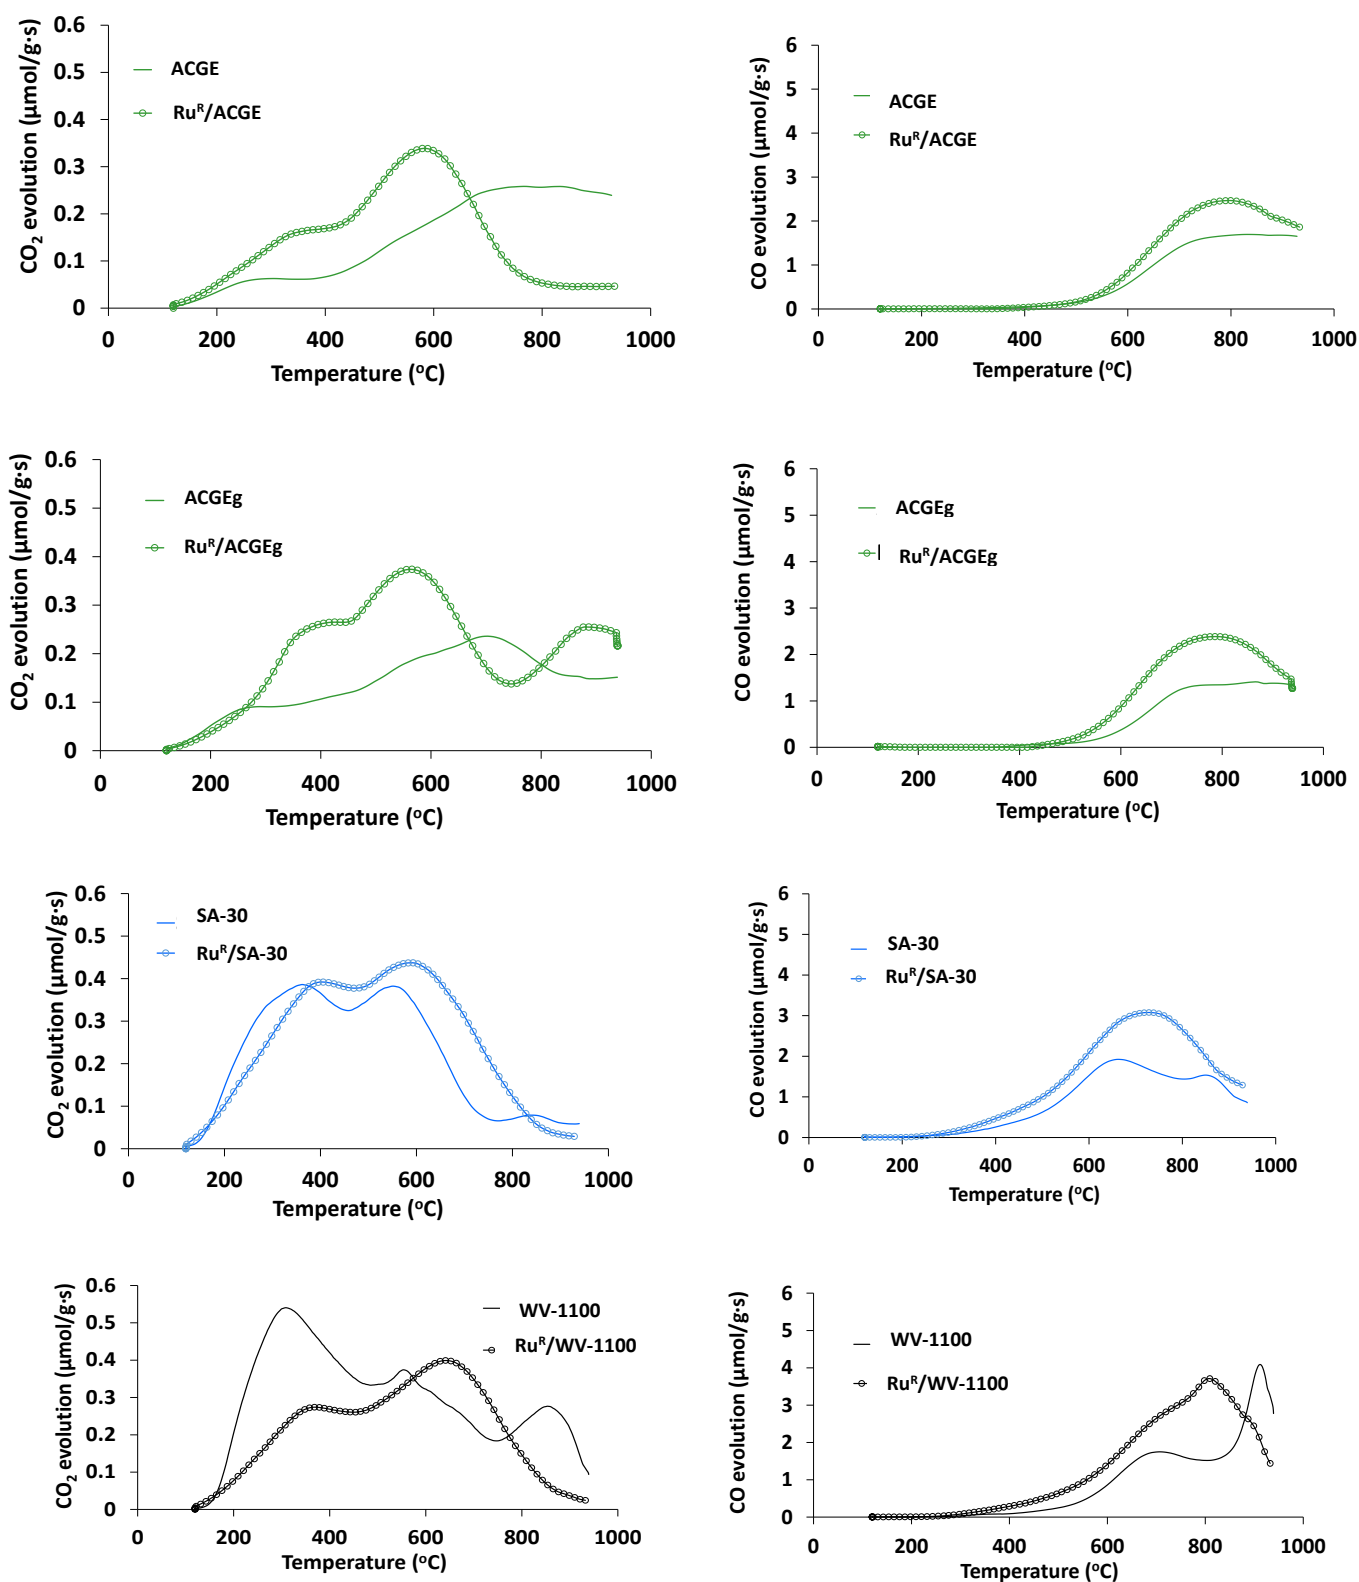 CO₂ evolution (µmol/g·s)
0.6
0.5
0.4
0.3
0.2
0.1
0
ACGE
Ruᴿ/ACGE
0 200 400 600 800 1000
Temperature (ºC)
CO evolution (µmol/g·s)
6
5
4
3
2
1
0
ACGE
Ruᴿ/ACGE
0 200 400 600 800 1000
Temperature (ºC)
CO₂ evolution (µmol/g·s)
0.6
0.5
0.4
0.3
0.2
0.1
0
ACGEg
Ruᴿ/ACGEg
0 200 400 600 800 1000
Temperature (ºC)
CO evolution (µmol/g·s)
6
5
4
3
2
1
0
ACGEg
Ruᴿ/ACGEg
0 200 400 600 800 1000
Temperature (ºC)
CO₂ evolution (µmol/g·s)
0.6
0.5
0.4
0.3
0.2
0.1
0
SA-30
Ruᴿ/SA-30
0 200 400 600 800 1000
Temperature (ºC)
CO evolution (µmol/g·s)
6
5
4
3
2
1
0
SA-30
Ruᴿ/SA-30
0 200 400 600 800 1000
Temperature (ºC)
CO₂ evolution (µmol/g·s)
0.6
0.5
0.4
0.3
0.2
0.1
0
WV-1100
Ruᴿ/WV-1100
0 200 400 600 800 1000
Temperature (ºC)
CO evolution (µmol/g·s)
6
5
4
3
2
1
0
WV-1100
Ruᴿ/WV-1100
0 200 400 600 800 1000
Temperature (ºC)